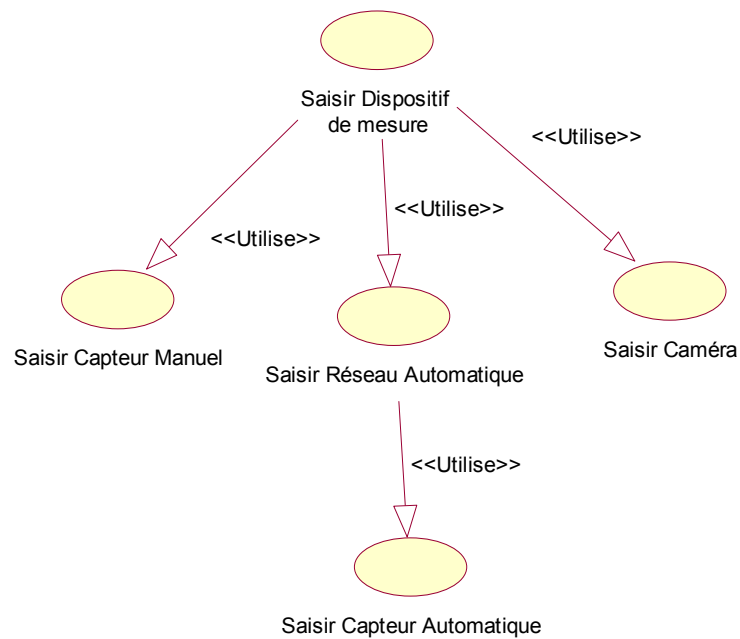 Saisir Dispositif
de mesure
<<Utilise>>
<<Utilise>>
<<Utilise>>
Saisir Capteur Manuel
Saisir Réseau Automatique
Saisir Caméra
<<Utilise>>
Saisir Capteur Automatique